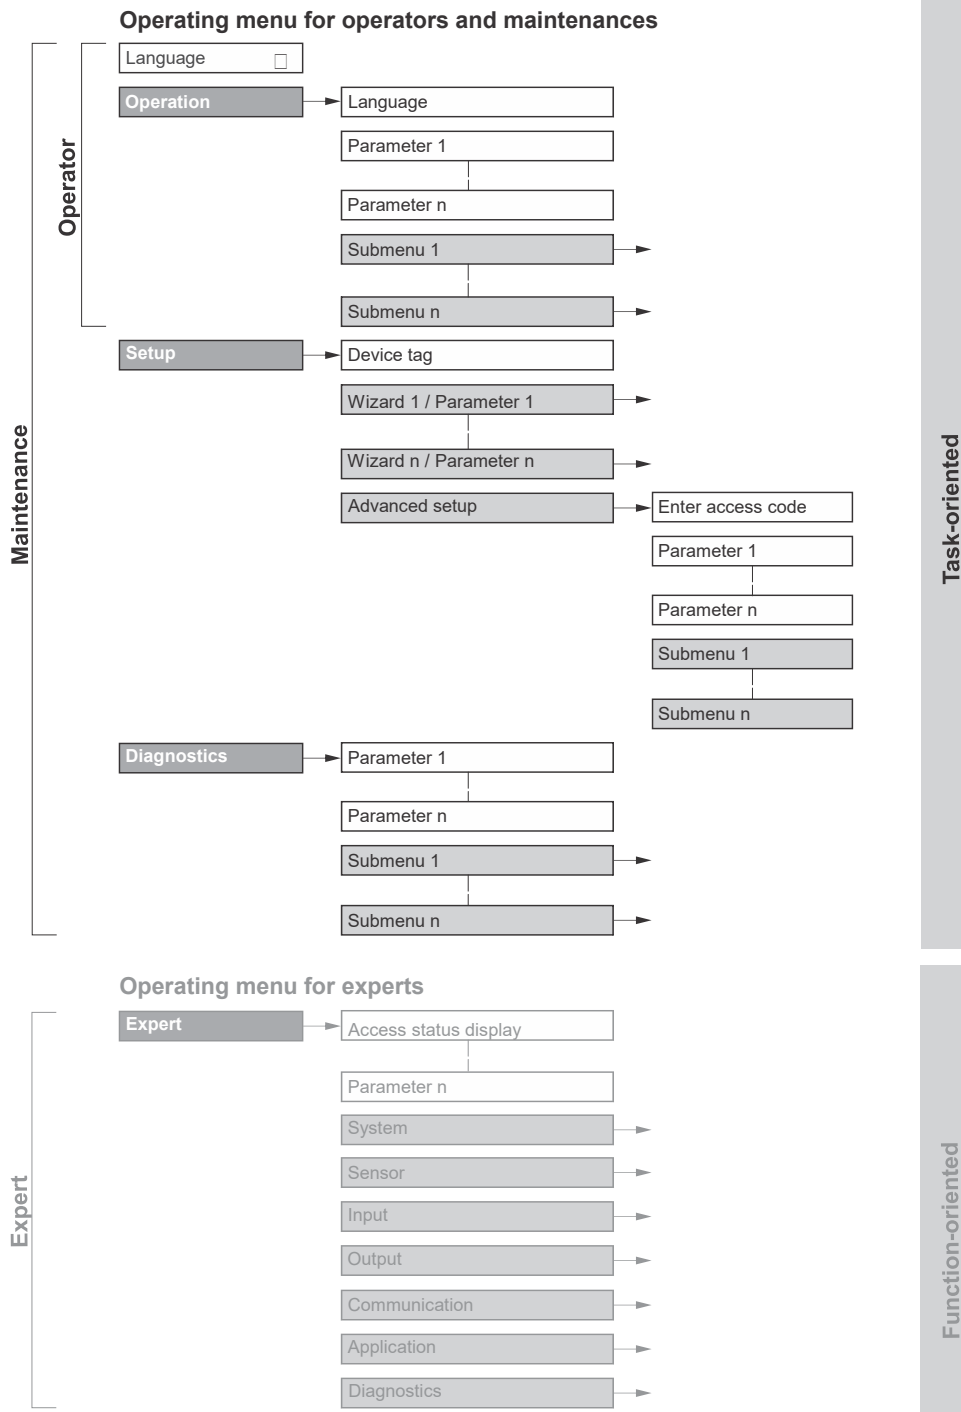 Operating menu for operators and maintenances
Language
Operation
Language
Parameter 1
Parameter n
Submenu 1
Submenu n
Operator
Setup
Device tag
Wizard 1 / Parameter 1
Wizard n / Parameter n
Advanced setup
Enter access code
Parameter 1
Parameter n
Submenu 1
Submenu n
Maintenance
Task-oriented
Diagnostics
Parameter 1
Parameter n
Submenu 1
Submenu n
Operating menu for experts
Expert
Access status display
Parameter n
System
Sensor
Input
Output
Communication
Application
Diagnostics
Expert
Function-oriented